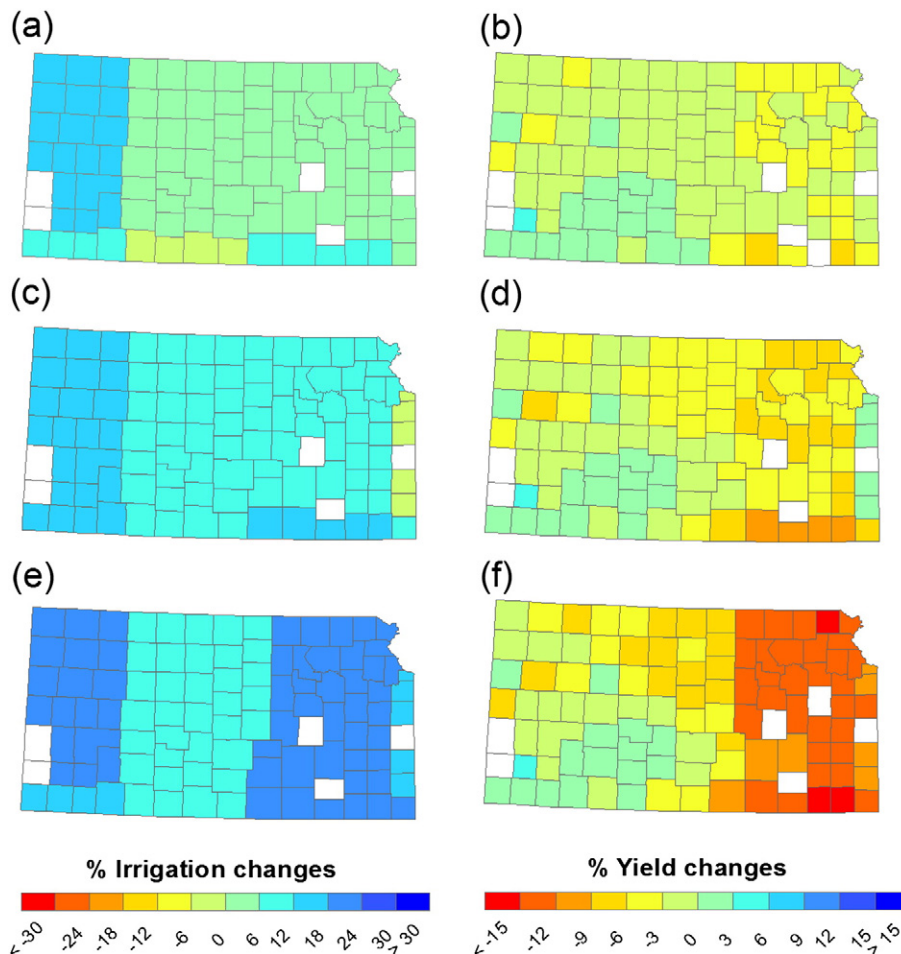 (a) (b)
(c) (d)
(e) (f)
% Irrigation changes % Yield changes
< -30 -24 -18 -12 -6 0 6 12 18 24 30 > 30 < -15 -12 -9 -6 -3 0 3 6 9 12 15 > 15